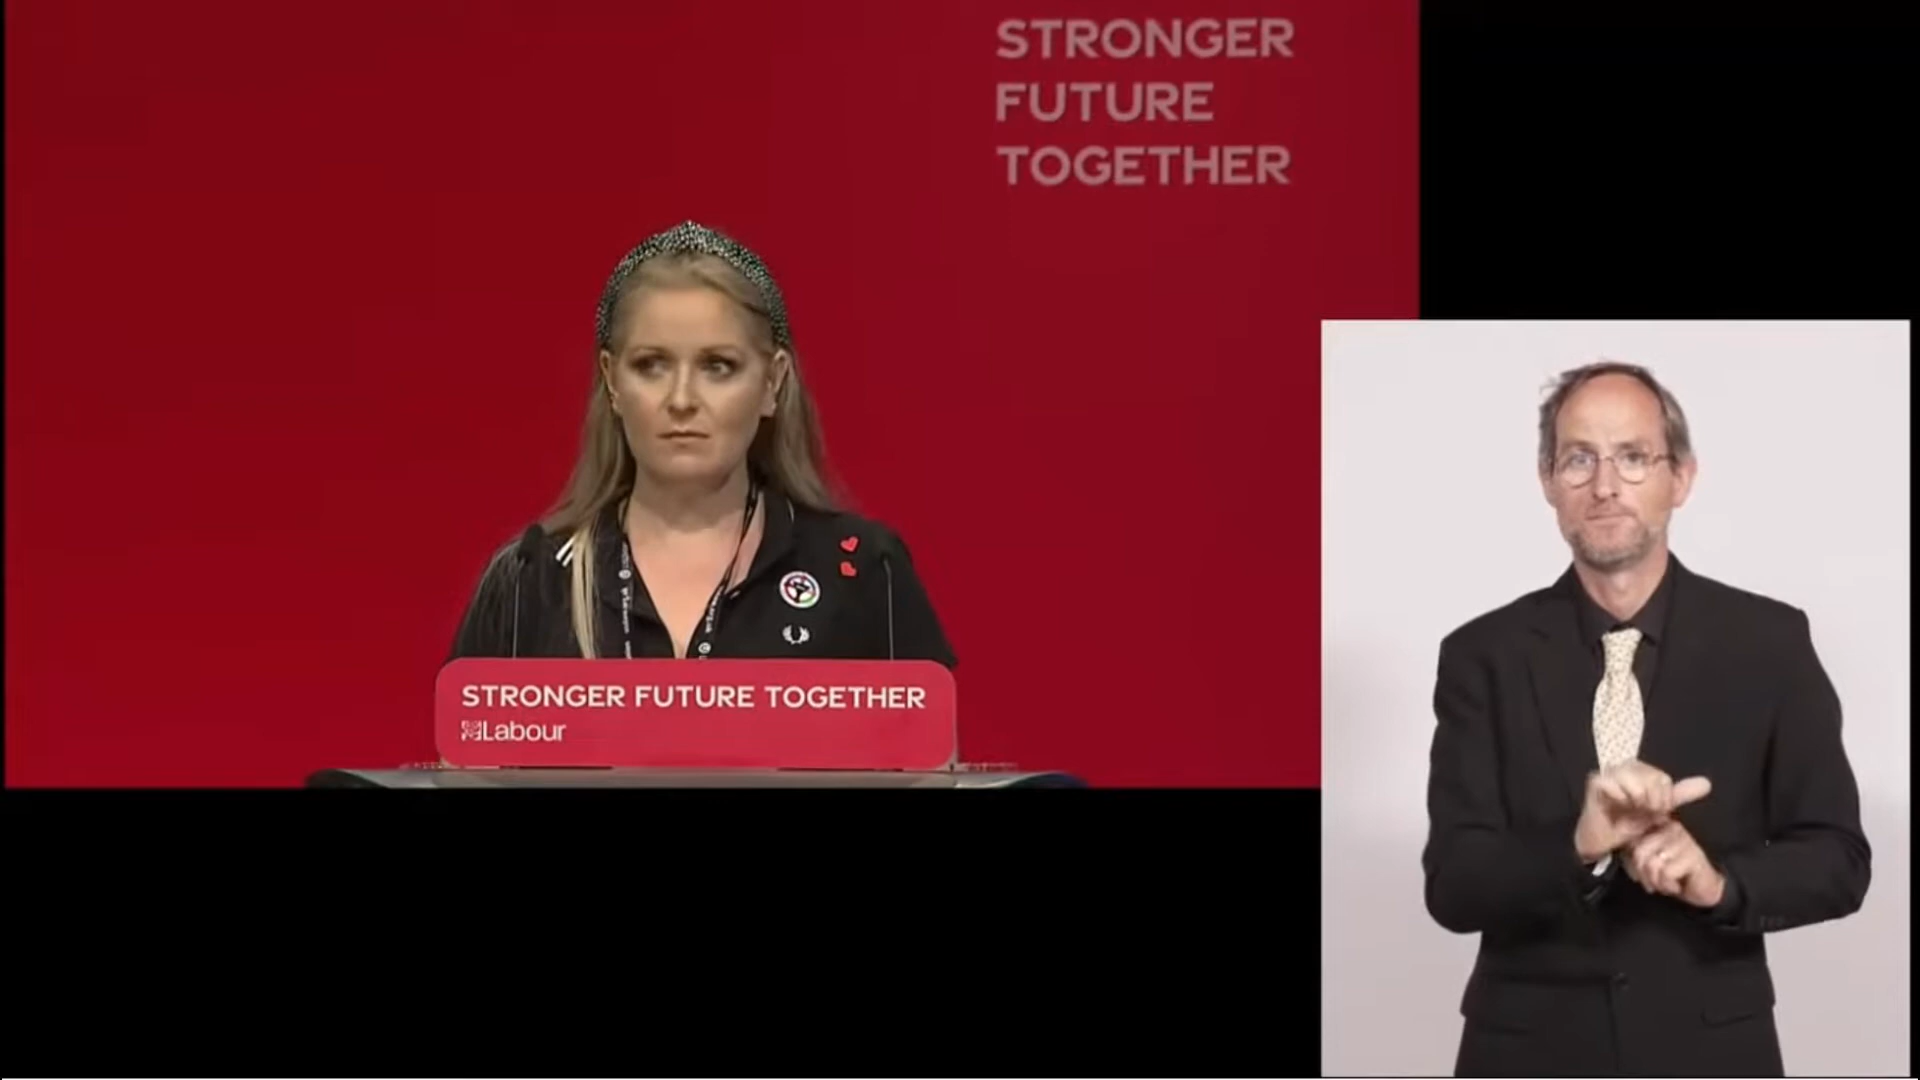 STRONGER
FUTURE
TOGETHER
STRONGER FUTURE TOGETHER
Labour